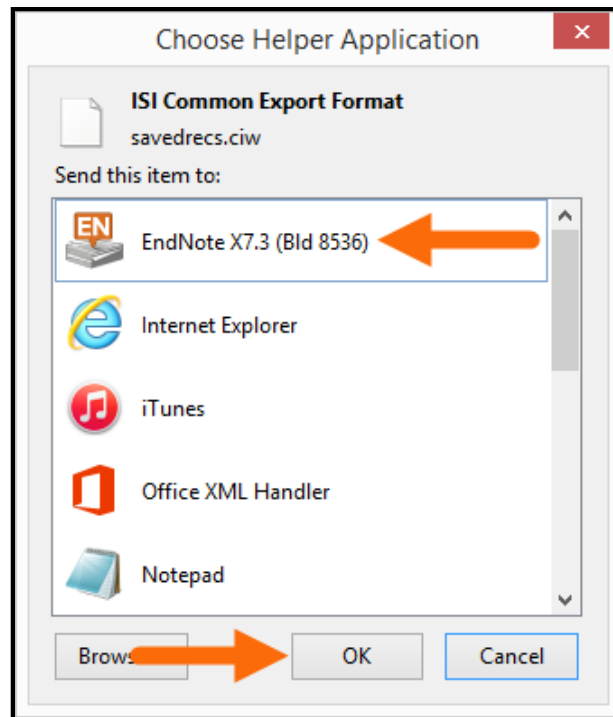 Choose Helper Application
ISI Common Export Format
savedrecs.ciw
Send this item to:
EN
EndNote X7.3 (Bld 8536)
Internet Explorer
iTunes
Office XML Handler
Notepad
OK Cancel